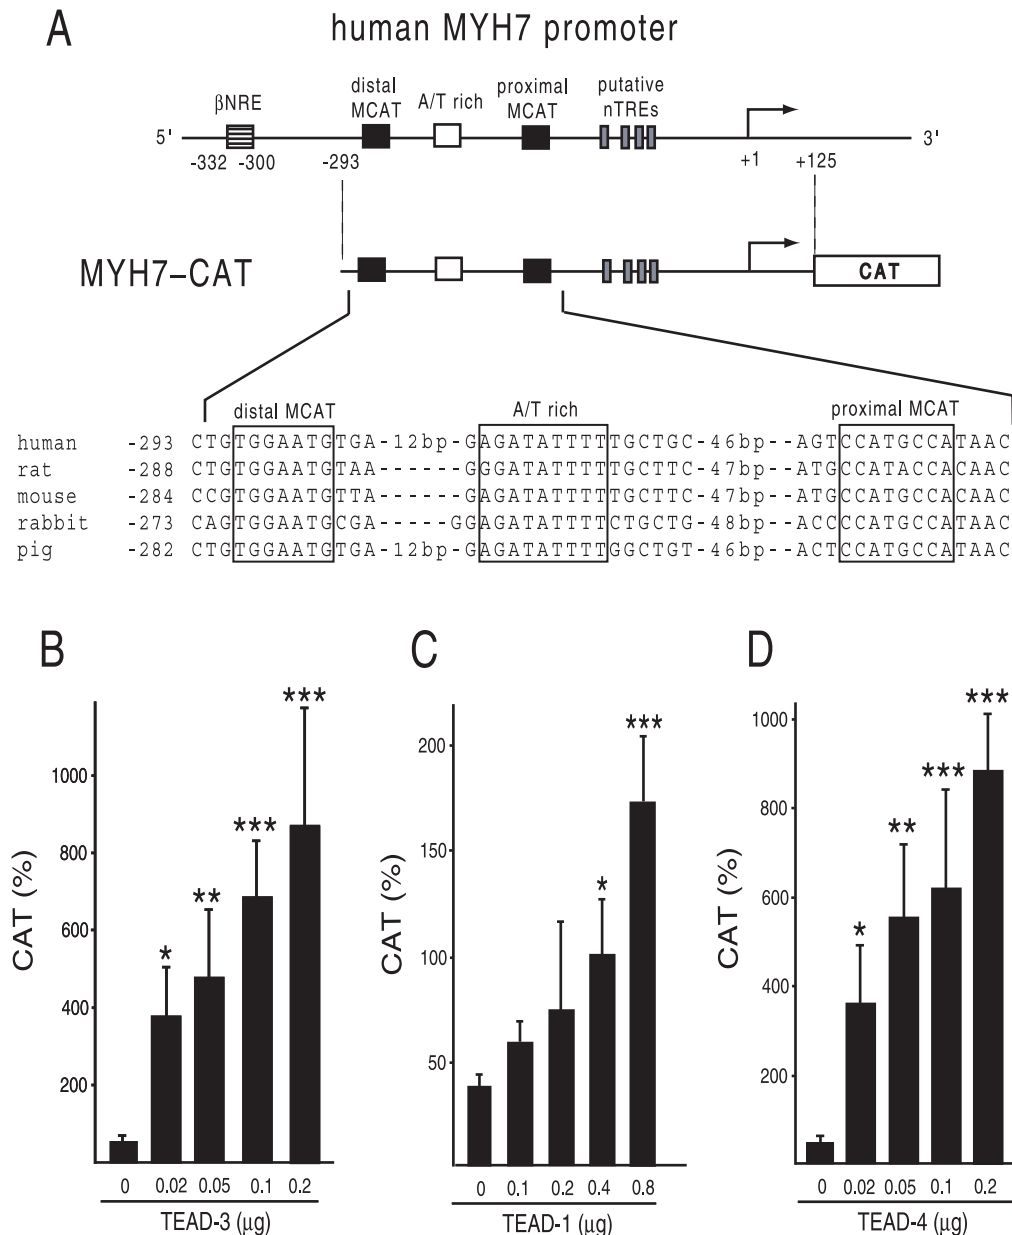 A
human MYH7 promoter
distal MCAT
A/T rich
proximal MCAT
putative nTREs
βNRE
5'
3'
-332
-300
-293
+1
+125
MYH7–CAT
CAT
distal MCAT
A/T rich
proximal MCAT
human -293 CTGTGGAATGTGA-12bp-GAGATATTTTTGCTGC-46bp--AGTCCATGCCATAAC
rat -288 CTGTGGAATGTAA------GGGATATTTTTGCTTC-47bp--ATGCCATACCACAAC
mouse -284 CCGTGGAATGTTA------GAGATATTTTTGCTTC-47bp--ATGCCATGCCACAAC
rabbit -273 CAGTGGAATGCGA-----GGAGATATTTTCTGCTG-48bp--ACCCCATGCCATAAC
pig -282 CTGTGGAATGTGA-12bp-GAGATATTTTGGCTGT-46bp--ACTCCATGCCATAAC
B
CAT (%)
1000
800
600
400
200
*
**
***
***
0 0.02 0.05 0.1 0.2
TEAD-3 (µg)
C
CAT (%)
200
150
100
50
*
***
0 0.1 0.2 0.4 0.8
TEAD-1 (µg)
D
CAT (%)
1000
800
600
400
200
*
**
***
***
0 0.02 0.05 0.1 0.2
TEAD-4 (µg)